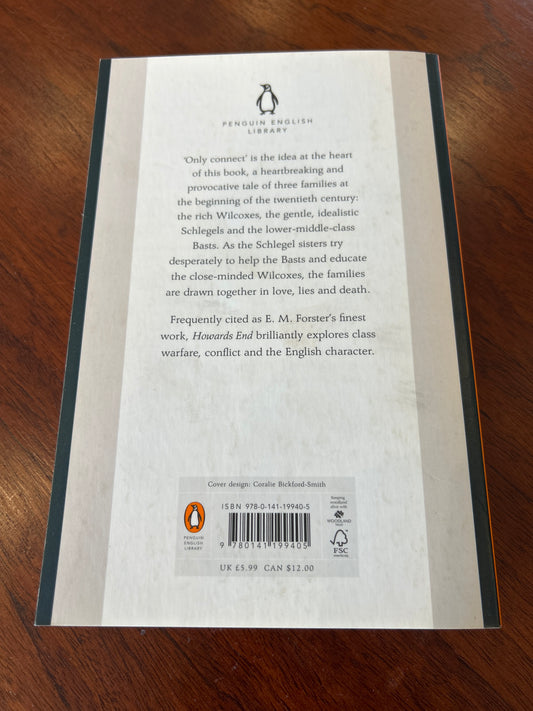 PENGUIN ENGLISH
LIBRARY
‘Only connect’ is the idea at the heart
of this book, a heartbreaking and
provocative tale of three families at
the beginning of the twentieth century:
the rich Wilcoxes, the gentle, idealistic
Schlegels and the lower-middle-class
Basts. As the Schlegel sisters try
desperately to help the Basts and educate
the close-minded Wilcoxes, the families
are drawn together in love, lies and death.
Frequently cited as E. M. Forster’s finest
work, Howards End brilliantly explores class
warfare, conflict and the English character.
Cover design: Coralie Bickford-Smith
ISBN 978-0-141-19940-5
9 780141 199405
PENGUIN
ENGLISH
LIBRARY
UK £5.99 CAN $12.00
Keeping
woodland
alive with
WOODLAND
FSC